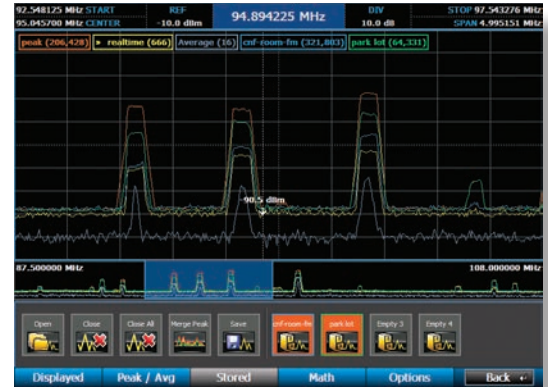 92.548125 MHz START REF 94.894225 MHz DIV STOP 97.543276 MHz
95.045700 MHz CENTER -10.0 dBm 10.0 dB SPAN 4.995151 MHz
peak (206,428) ► realtime (666) Average (16) cnf-room-fm (321,803) park lot (64,331)
-90.5 dBm
87.500000 MHz 108.000000 MHz
Open Close Close All Merge Peak Save cnf-room-fm park lot Empty 3 Empty 4
Displayed Peak / Avg Stored Math Options Back